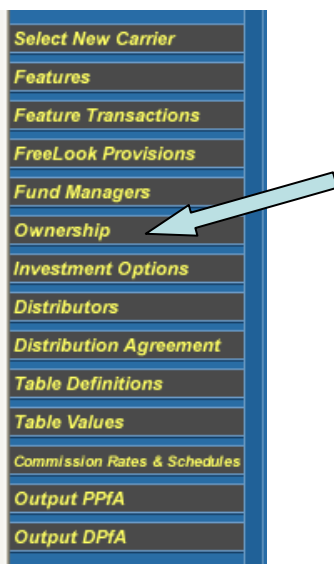 Select New Carrier
Features
Feature Transactions
FreeLook Provisions
Fund Managers
Ownership
Investment Options
Distributors
Distribution Agreement
Table Definitions
Table Values
Commission Rates & Schedules
Output PPfA
Output DPfA